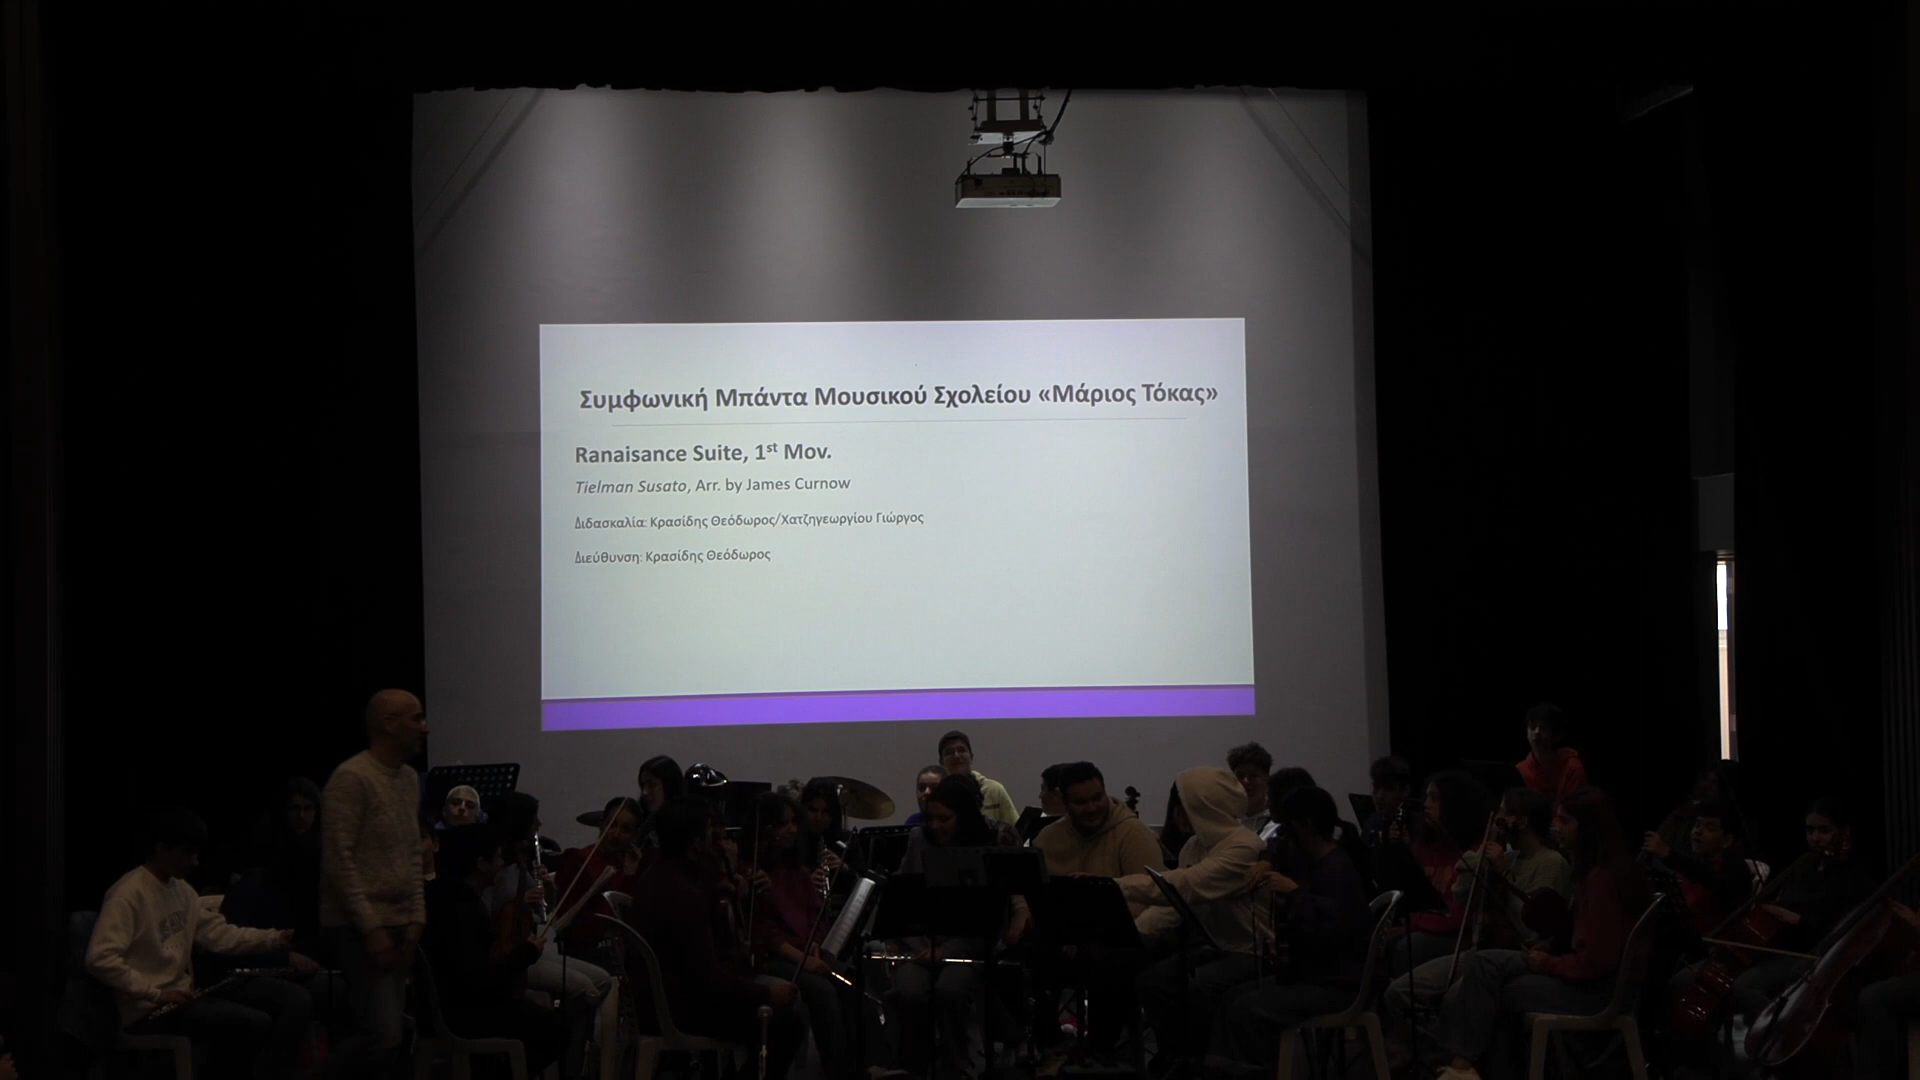 Συμφωνική Μπάντα Μουσικού Σχολείου «Μάριος Τόκας»
Ranaisance Suite, 1st Mov.
Tielman Susato, Arr. by James Curnow
Διδασκαλία: Κρασίδης Θεόδωρος/Χατζηγεωργίου Γιώργος
Διεύθυνση: Κρασίδης Θεόδωρος